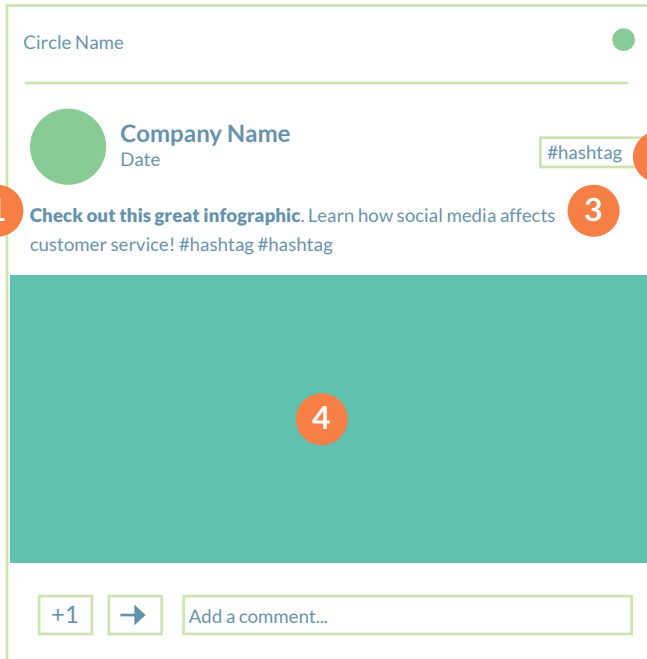 Circle Name
Company Name
Date
#hashtag
1
Check out this great infographic. Learn how social media affects
3
customer service! #hashtag #hashtag
4
+1
Add a comment...